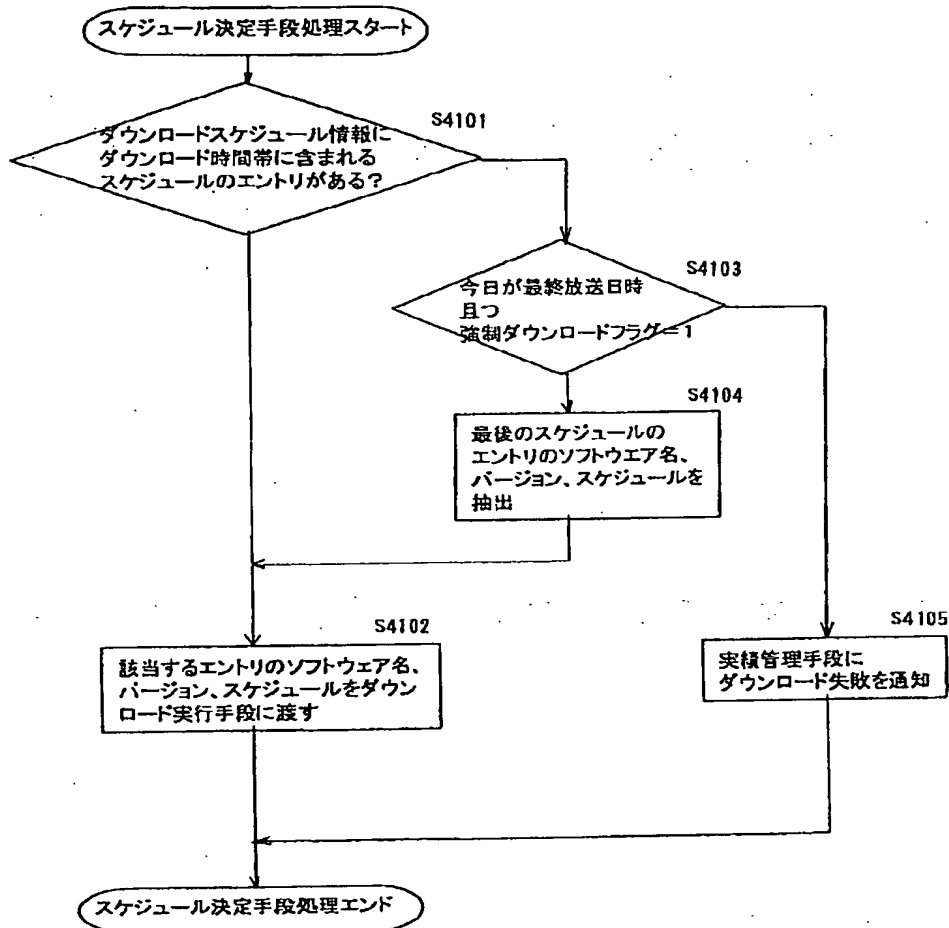 スケジュール決定手段処理スタート
S4101
ダウンロードスケジュール情報に
ダウンロード時間帯に含まれる
スケジュールのエントリがある?
S4103
今日が最終放送日時
且つ
強制ダウンロードフラグ=1
S4104
最後のスケジュールの
エントリのソフトウエア名、
バージョン、スケジュールを
抽出
S4102
該当するエントリのソフトウェア名、
バージョン、スケジュールをダウン
ロード実行手段に渡す
S4105
実績管理手段に
ダウンロード失敗を通知
スケジュール決定手段処理エンド